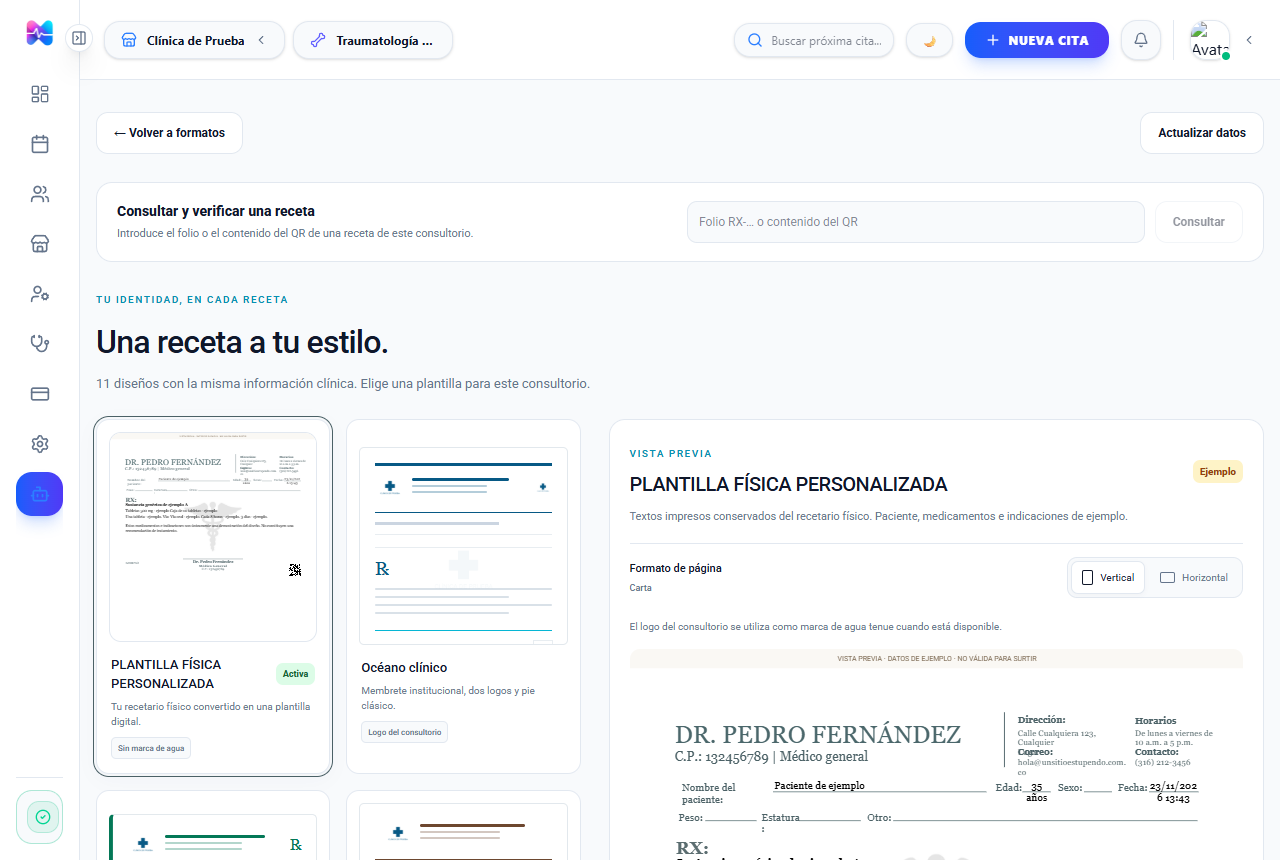 Clínica de Prueba
Traumatología ...
Buscar próxima cita...
+ NUEVA CITA
Avata
← Volver a formatos
Actualizar datos
Consultar y verificar una receta
Introduce el folio o el contenido del QR de una receta de este consultorio.
Folio RX-... o contenido del QR
Consultar
TU IDENTIDAD, EN CADA RECETA
Una receta a tu estilo.
11 diseños con la misma información clínica. Elige una plantilla para este consultorio.
DR. PEDRO FERNÁNDEZ
RX:
PLANTILLA FÍSICA
PERSONALIZADA
Activa
Tu recetario físico convertido en una plantilla
digital.
Sin marca de agua
℞
Océano clínico
Membrete institucional, dos logos y pie
clásico.
Logo del consultorio
℞
VISTA PREVIA
Ejemplo
PLANTILLA FÍSICA PERSONALIZADA
Textos impresos conservados del recetario físico. Paciente, medicamentos e indicaciones de ejemplo.
Formato de página
Carta
Vertical
Horizontal
El logo del consultorio se utiliza como marca de agua tenue cuando está disponible.
VISTA PREVIA · DATOS DE EJEMPLO · NO VÁLIDA PARA SURTIR
DR. PEDRO FERNÁNDEZ
C.P.: 132456789 | Médico general
Dirección:
Calle Cualquiera 123,
Cualquier
Correo:
hola@unsitioestupendo.com.
co
Horarios
De lunes a viernes de
10 a.m. a 5 p.m.
Contacto:
(316) 212-3456
Nombre del
paciente:
Paciente de ejemplo
Edad: 35
años
Sexo:
Fecha: 23/11/202
6 13:43
Peso:
Estatura
:
Otro:
RX: